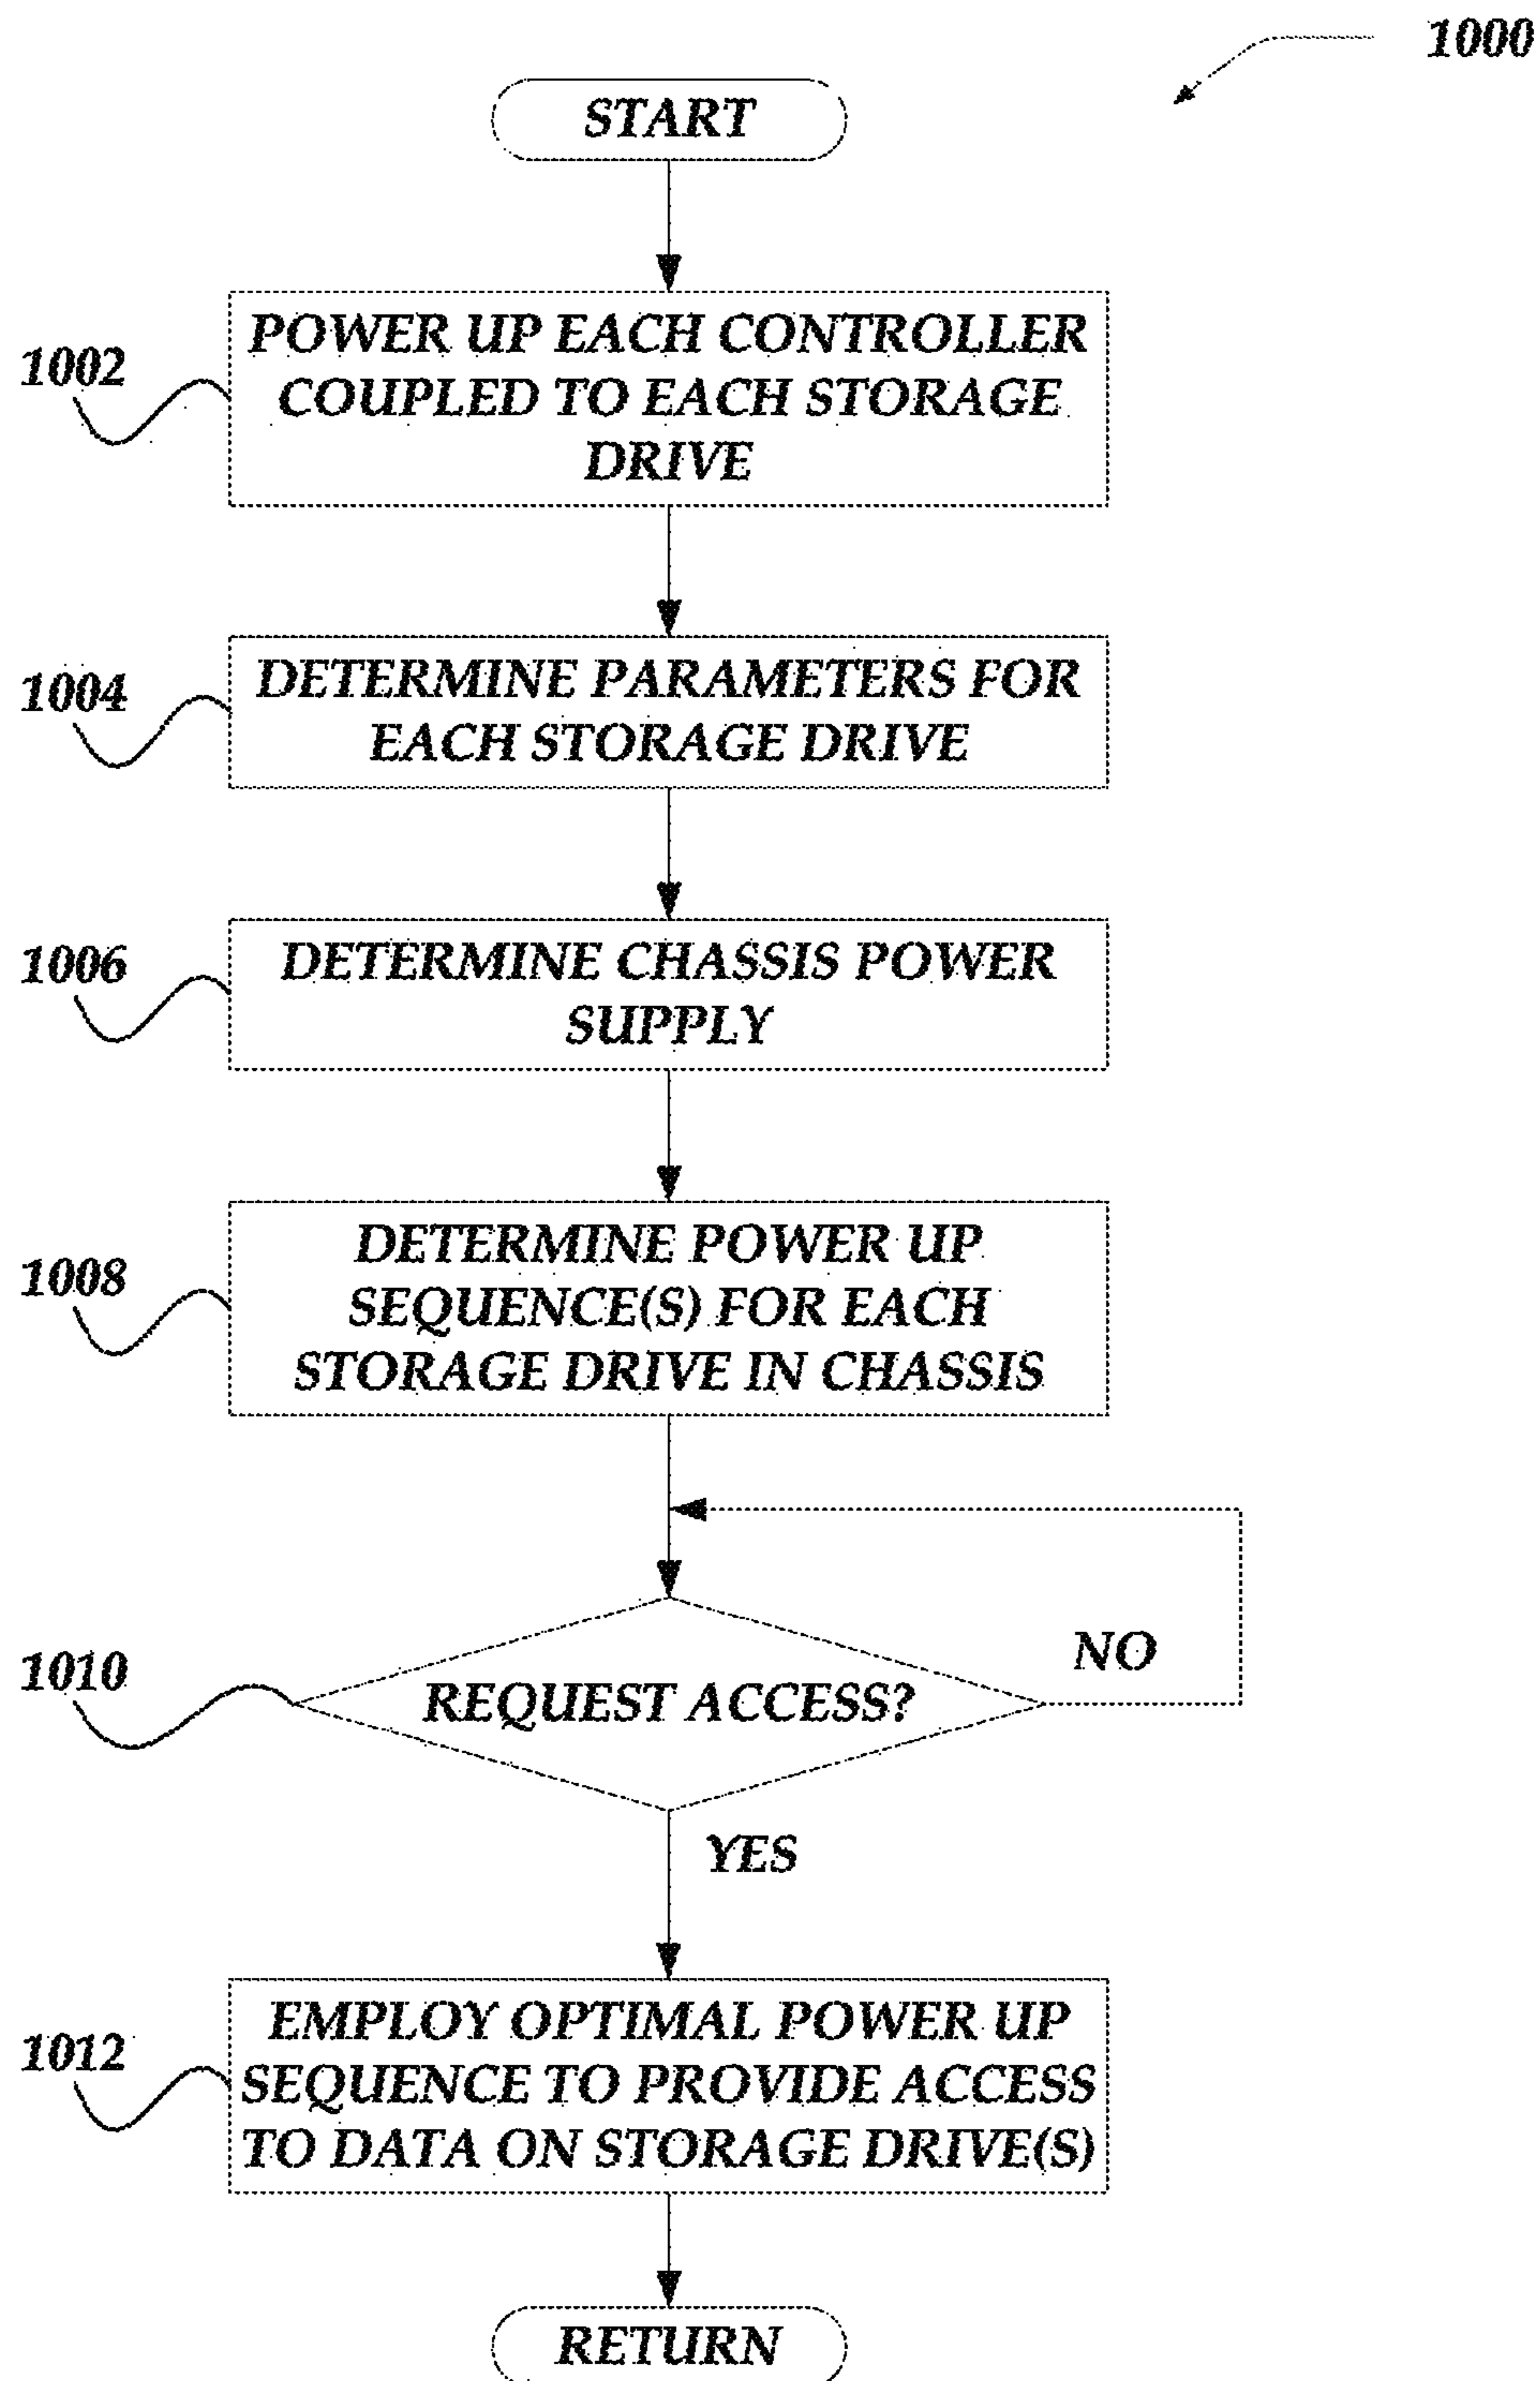 1000
START
1002
POWER UP EACH CONTROLLER
COUPLED TO EACH STORAGE
DRIVE
1004
DETERMINE PARAMETERS FOR
EACH STORAGE DRIVE
1006
DETERMINE CHASSIS POWER
SUPPLY
1008
DETERMINE POWER UP
SEQUENCE(S) FOR EACH
STORAGE DRIVE IN CHASSIS
1010
REQUEST ACCESS?
NO
YES
1012
EMPLOY OPTIMAL POWER UP
SEQUENCE TO PROVIDE ACCESS
TO DATA ON STORAGE DRIVE(S)
RETURN